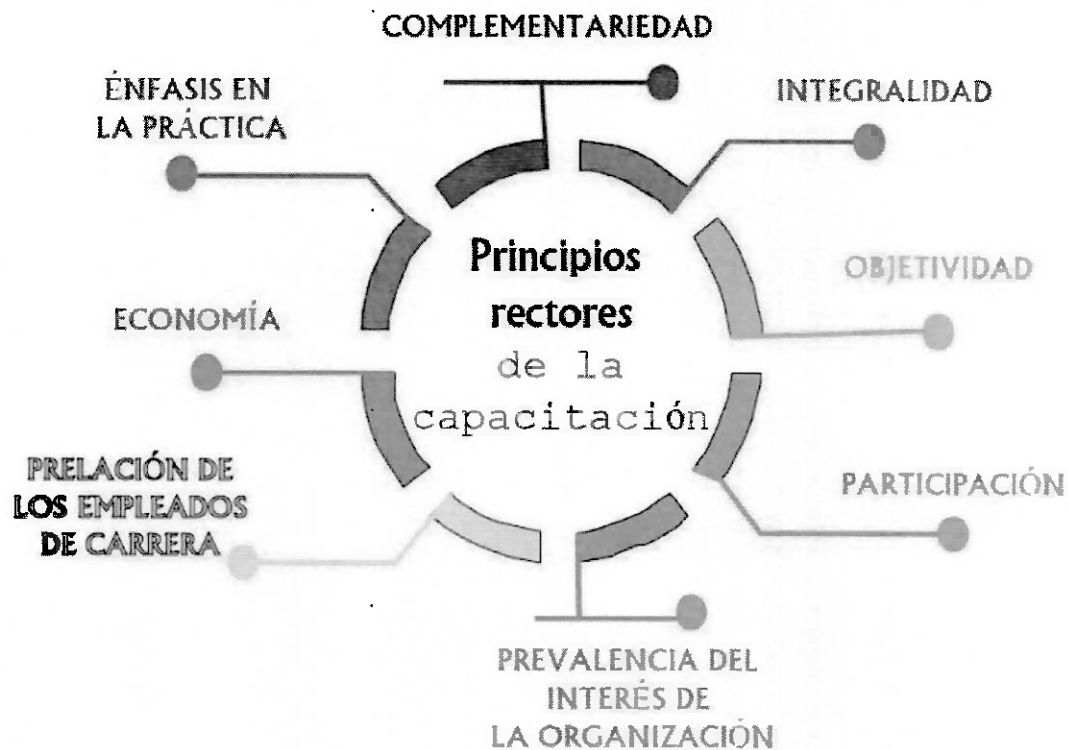 COMPLEMENTARIEDAD
ÉNFASIS EN
LA PRÁCTICA
INTEGRALIDAD
Principios
rectores
de la
capacitación
OBJETIVIDAD
ECONOMÍA
PRELACIÓN DE
LOS EMPLEADOS
DE CARRERA
PARTICIPACIÓN
PREVALENCIA DEL
INTERÉS DE
LA ORGANIZACIÓN